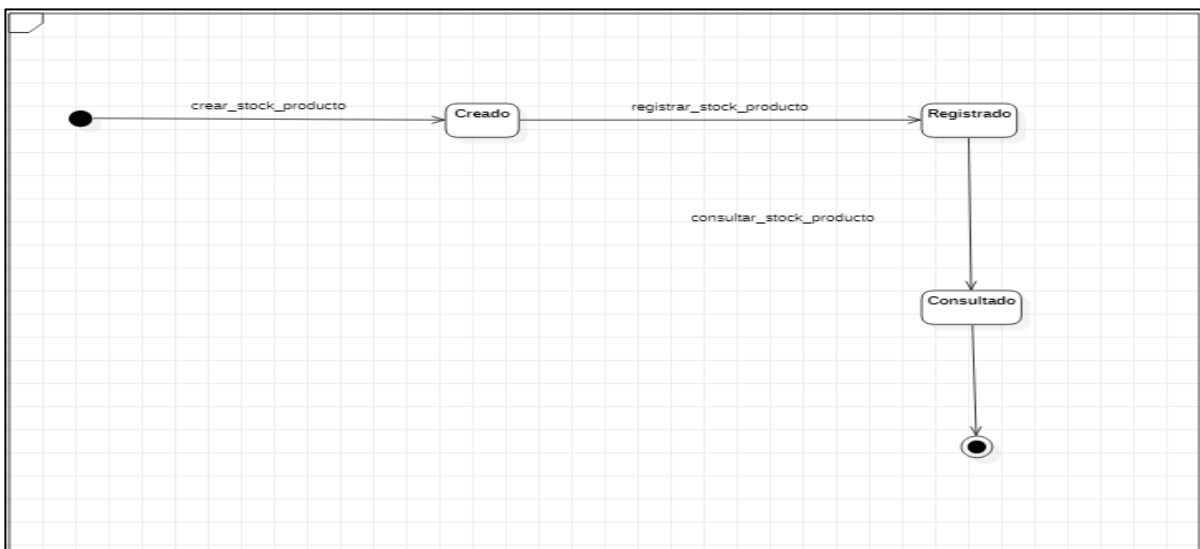 crear_stock_producto
Creado
registrar_stock_producto
Registrado
consultar_stock_producto
Consultado